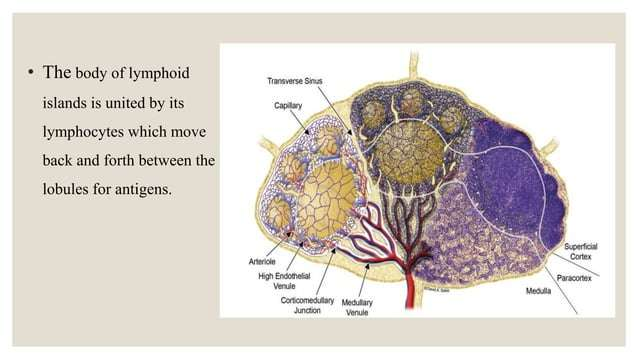 • The body of lymphoid
islands is united by its
lymphocytes which move
back and forth between the
lobules for antigens.
Transverse Sinus
Capillary
Arteriole
High Endothelial
Venule
Corticomedullary
Junction
Medullary
Venule
Superficial
Cortex
Paracortex
Medulla